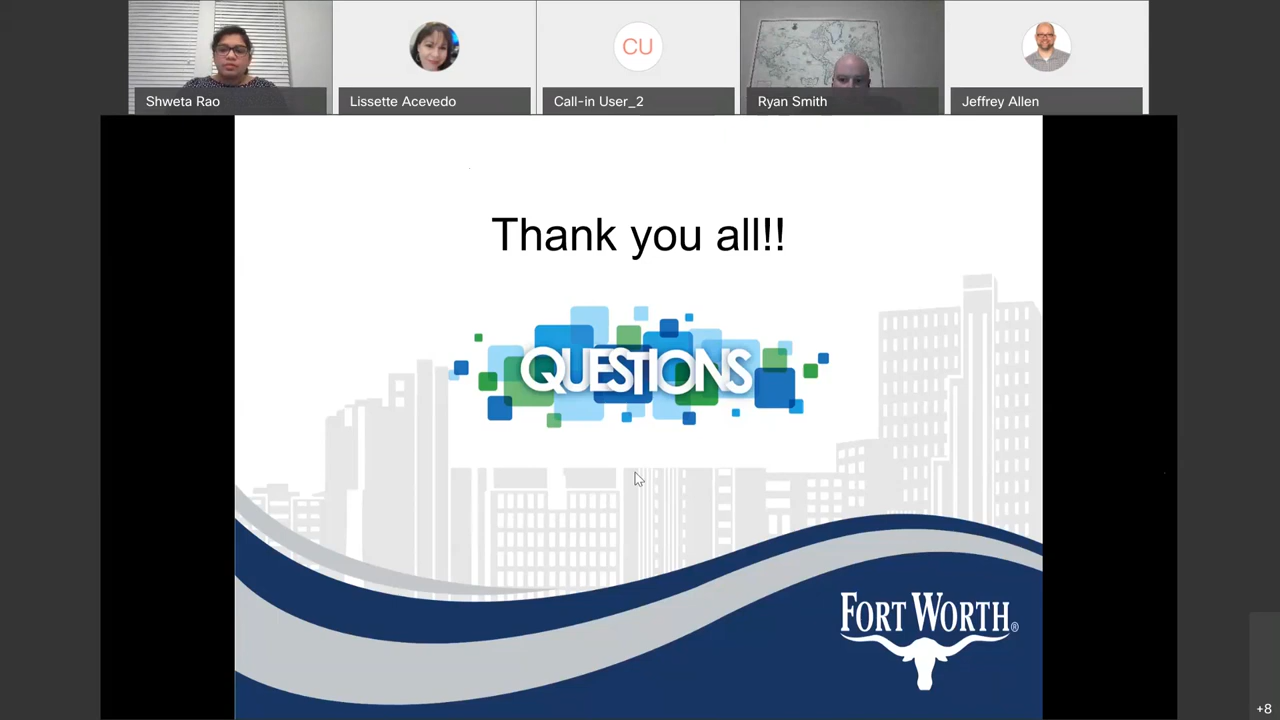 CU
Shweta Rao
Lissette Acevedo
Call-in User_2
Ryan Smith
Jeffrey Allen
Thank you all!!
QUESTIONS
FORT WORTH®
+8